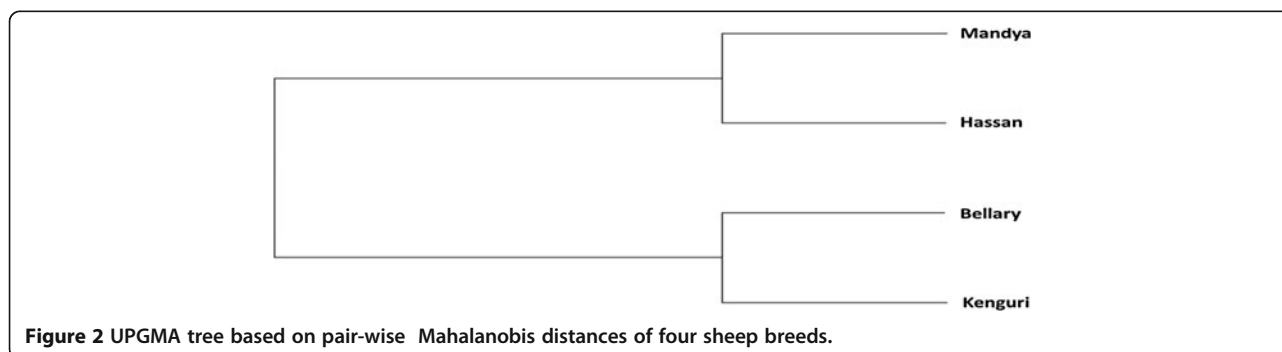 Mandya
Hassan
Bellary
Kenguri
Figure 2 UPGMA tree based on pair-wise Mahalanobis distances of four sheep breeds.